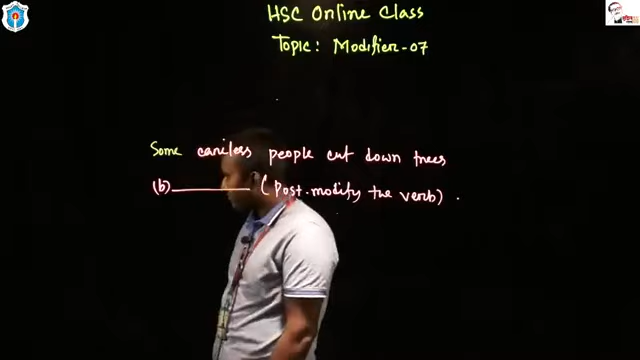 HSC Online Class
Topic: Modifier-07
Some careless people cut down trees
(b)________ (Post-modify the verb).